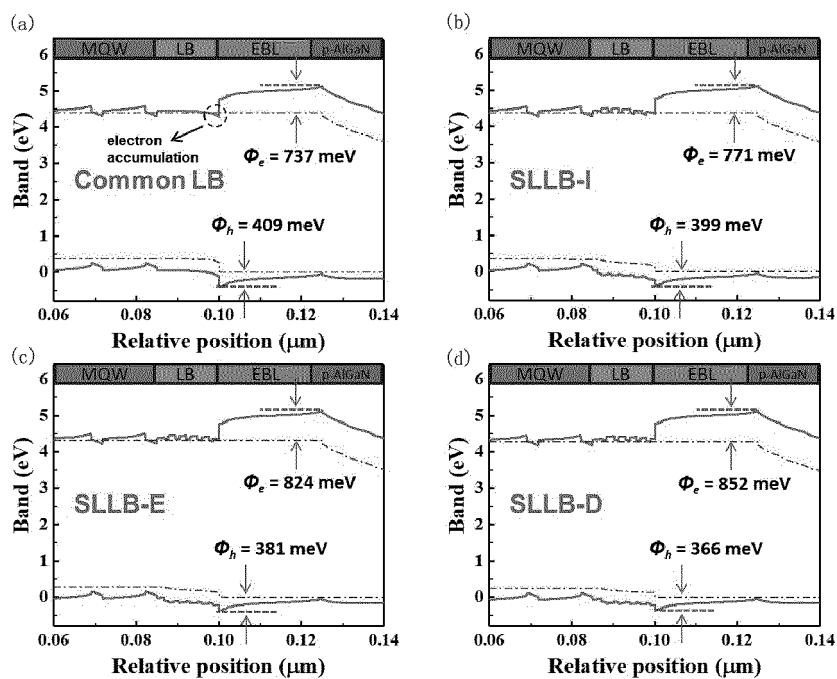 (a)
MQW LB EBL p-AlGaN
6
5
4
3
2
1
0
Band (eV)
electron
accumulation
Φe = 737 meV
Common LB
Φh = 409 meV
0.06 0.08 0.10 0.12 0.14
Relative position (μm)
(b)
MQW LB EBL p-AlGaN
6
5
4
3
2
1
0
Band (eV)
Φe = 771 meV
SLLB-I
Φh = 399 meV
0.06 0.08 0.10 0.12 0.14
Relative position (μm)
(c)
MQW LB EBL p-AlGaN
6
5
4
3
2
1
0
Band (eV)
Φe = 824 meV
SLLB-E
Φh = 381 meV
0.06 0.08 0.10 0.12 0.14
Relative position (μm)
(d)
MQW LB EBL p-AlGaN
6
5
4
3
2
1
0
Band (eV)
Φe = 852 meV
SLLB-D
Φh = 366 meV
0.06 0.08 0.10 0.12 0.14
Relative position (μm)